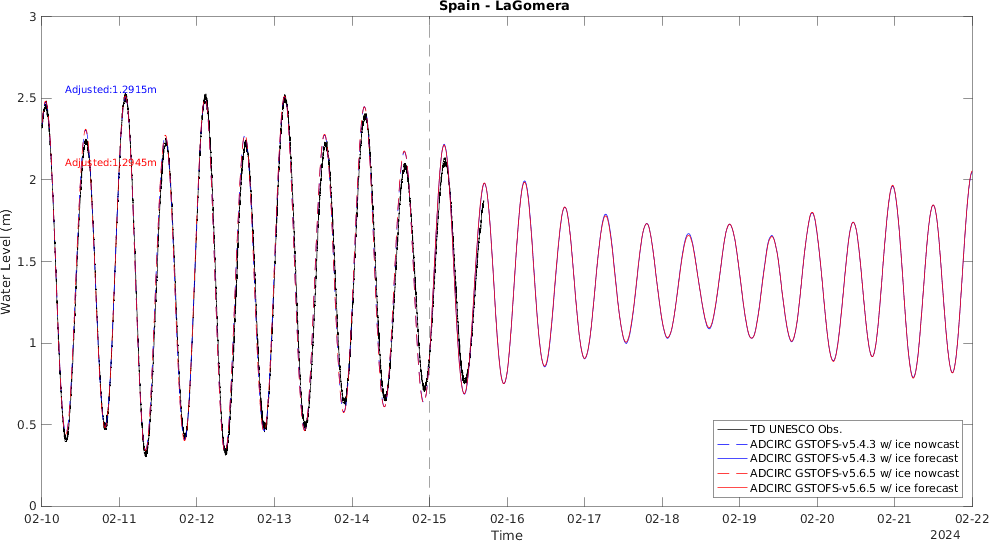 Spain - LaGomera
3
2.5
2
1.5
1
0.5
0
Water Level (m)
Adjusted:1.2915m
Adjusted:1.2945m
TD UNESCO Obs.
ADCIRC GSTOFS-v5.4.3 w/ ice nowcast
ADCIRC GSTOFS-v5.4.3 w/ ice forecast
ADCIRC GSTOFS-v5.6.5 w/ ice nowcast
ADCIRC GSTOFS-v5.6.5 w/ ice forecast
02-10 02-11 02-12 02-13 02-14 02-15 02-16 02-17 02-18 02-19 02-20 02-21 02-22
Time
2024